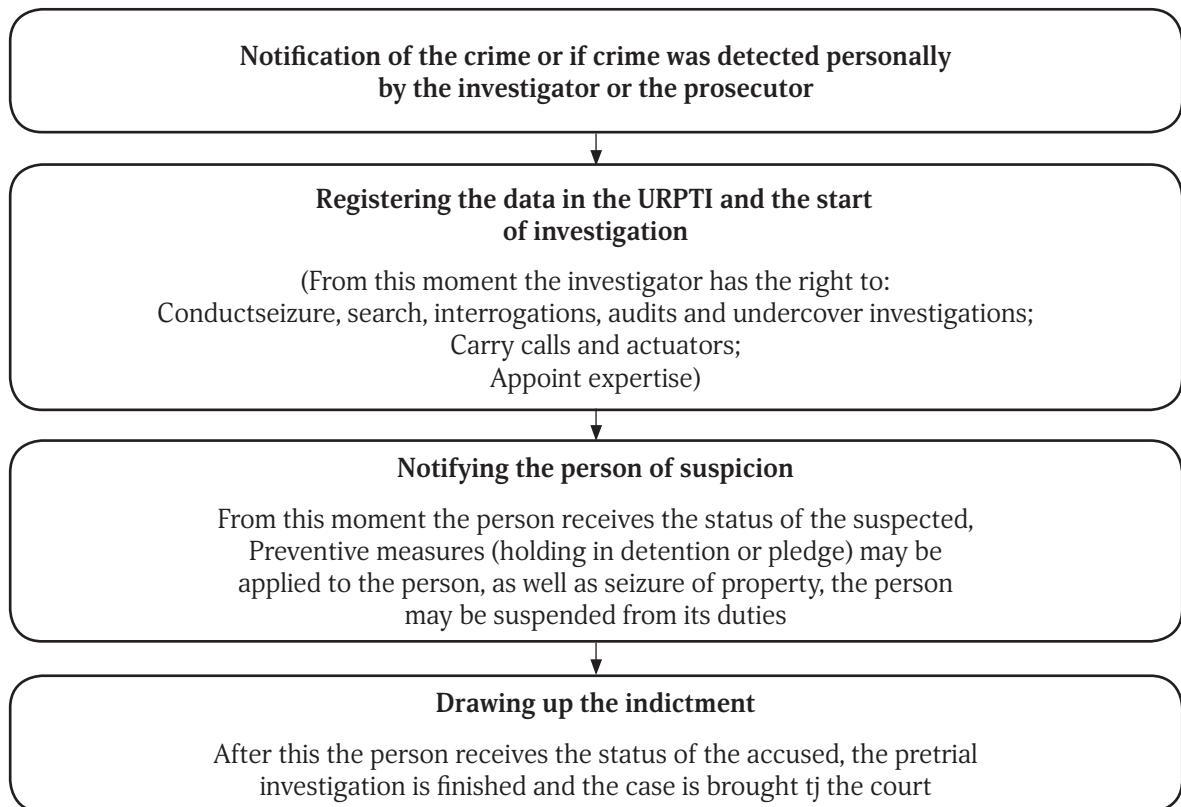 Notification of the crime or if crime was detected personally
by the investigator or the prosecutor
Registering the data in the URPTI and the start
of investigation
(From this moment the investigator has the right to:
Conductseizure, search, interrogations, audits and undercover investigations;
Carry calls and actuators;
Appoint expertise)
Notifying the person of suspicion
From this moment the person receives the status of the suspected,
Preventive measures (holding in detention or pledge) may be
applied to the person, as well as seizure of property, the person
may be suspended from its duties
Drawing up the indictment
After this the person receives the status of the accused, the pretrial
investigation is finished and the case is brought tj the court